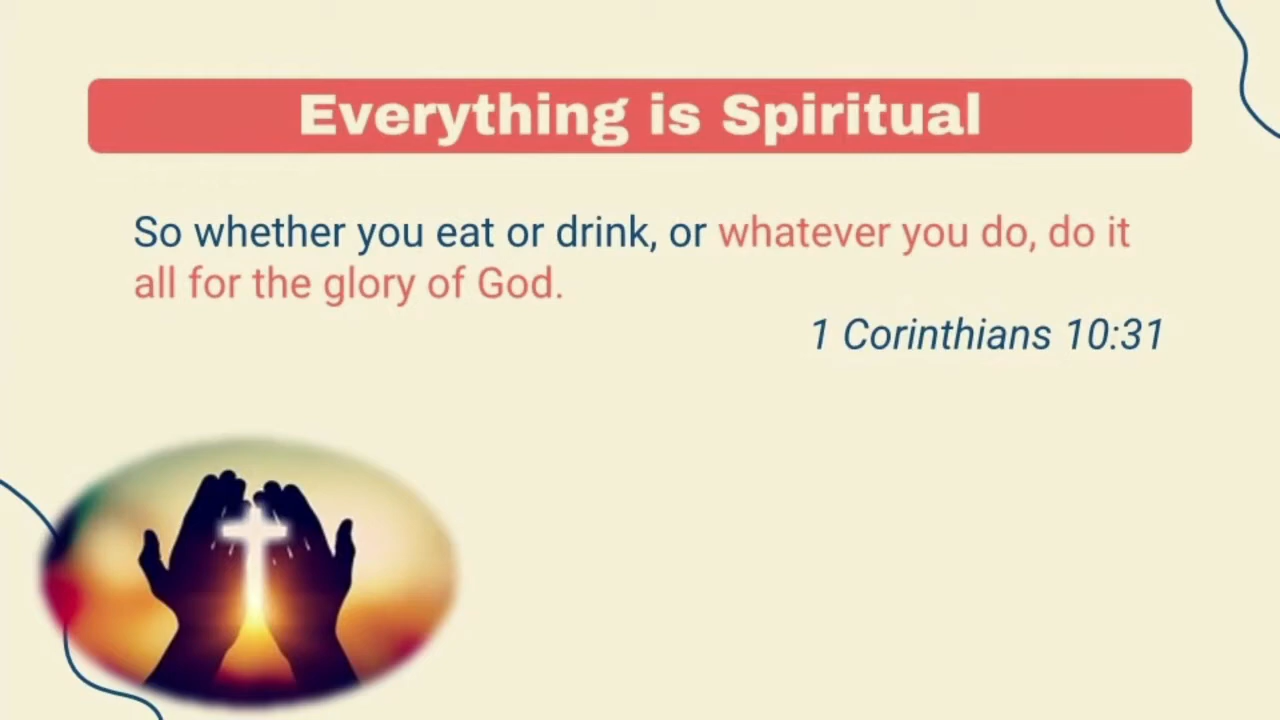 Everything is Spiritual
So whether you eat or drink, or whatever you do, do it
all for the glory of God.
1 Corinthians 10:31